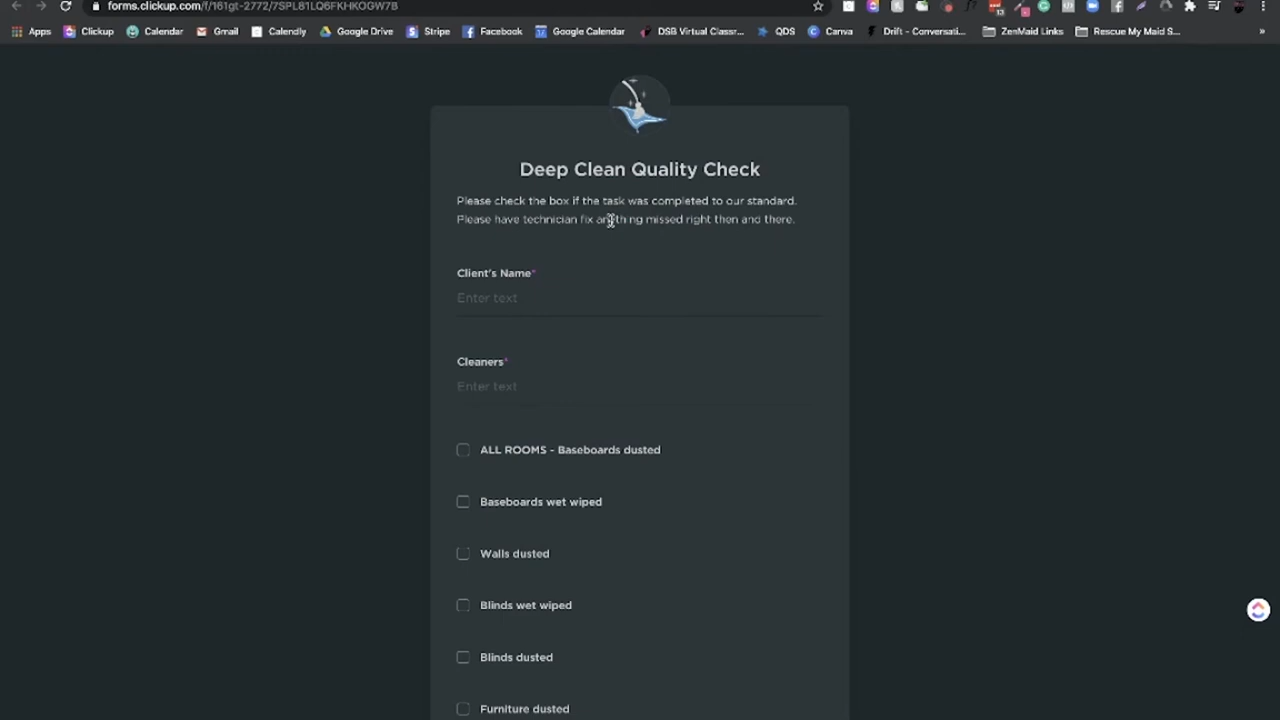 forms.clickup.com/f/161gt-2772/7SPL81LQ6FKHKOGW7B
Apps Clickup Calendar Gmail Calendly Google Drive Stripe Facebook Google Calendar DSB Virtual Classr... QDS Canva Drift - Conversati... ZenMaid Links Rescue My Maid S... »
Deep Clean Quality Check
Please check the box if the task was completed to our standard.
Please have technician fix anything missed right then and there.
Client's Name*
Enter text
Cleaners*
Enter text
ALL ROOMS - Baseboards dusted
Baseboards wet wiped
Walls dusted
Blinds wet wiped
Blinds dusted
Furniture dusted